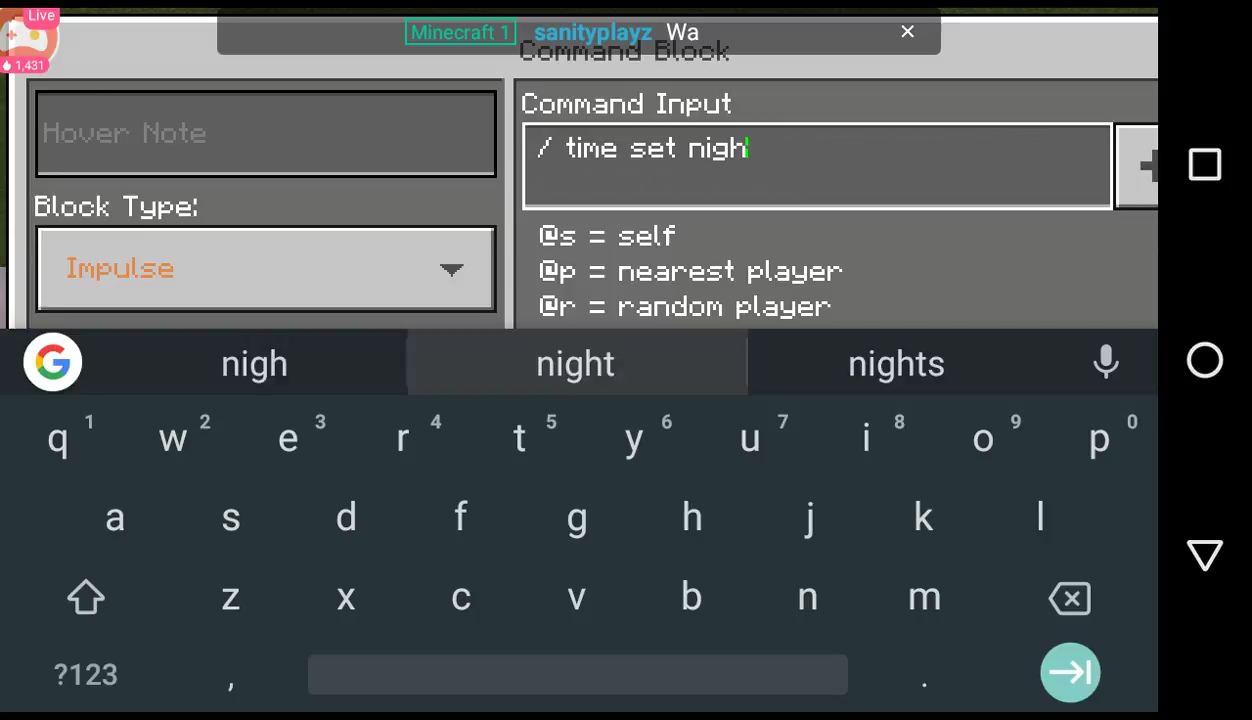 Live
Minecraft 1 sanityplayz Wa ×
1,431
Command Block
Hover Note
Command Input
/ time set nigh
Block Type:
Impulse
@s = self
@p = nearest player
@r = random player
G nigh night nights
q 1 w 2 e 3 r 4 t 5 y 6 u 7 i 8 o 9 p 0
a s d f g h j k l
z x c v b n m
?123 , .